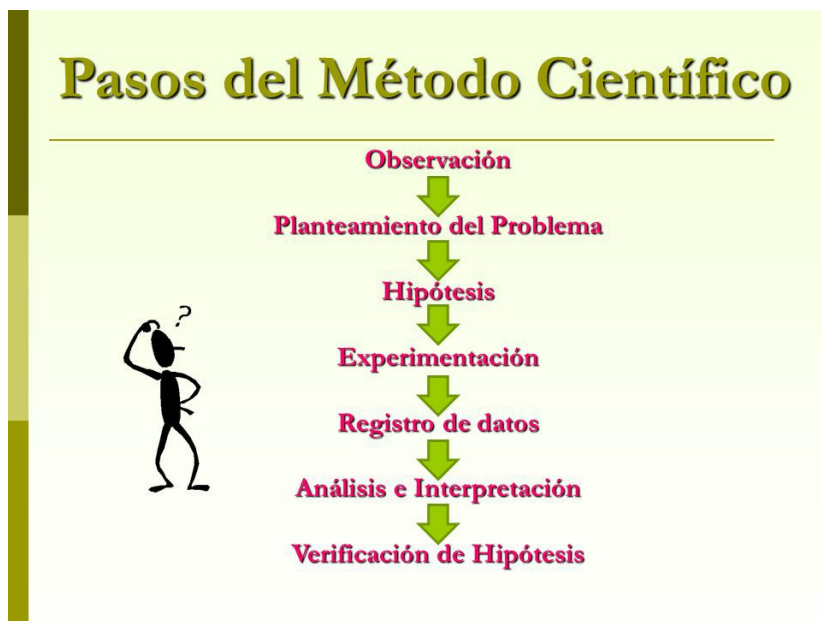 Pasos del Método Científico
Observación
Planteamiento del Problema
Hipótesis
?
Experimentación
Registro de datos
Análisis e Interpretación
Verificación de Hipótesis